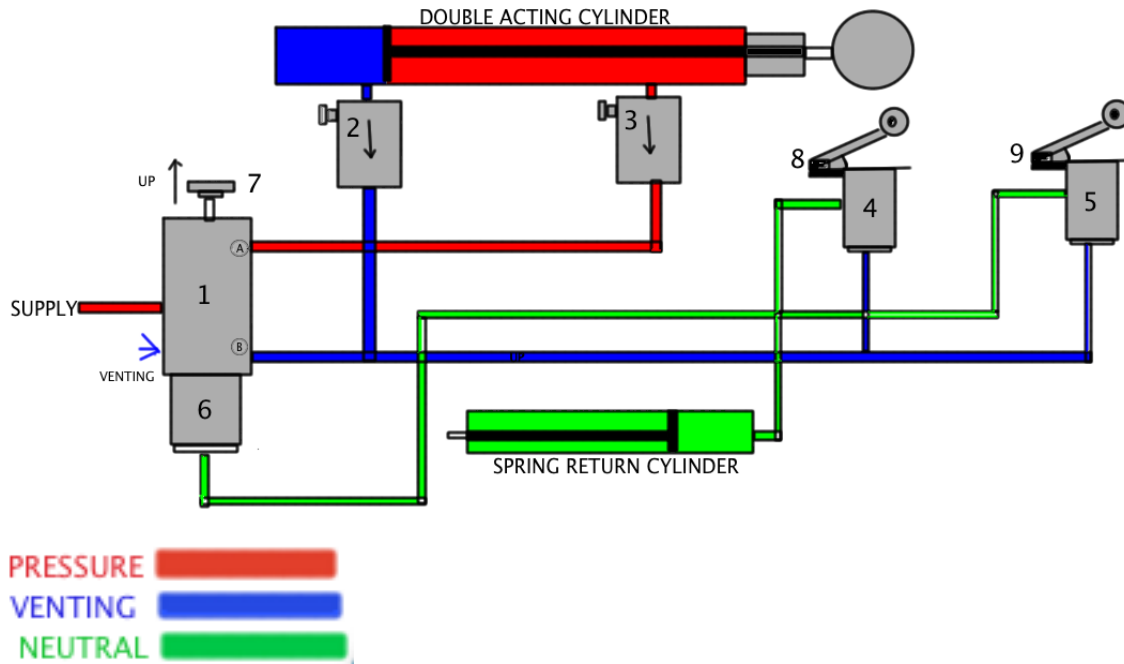 DOUBLE ACTING CYLINDER
2
3
8
9
UP
7
4
5
A
SUPPLY
1
B
VENTING
UP
6
SPRING RETURN CYLINDER
PRESSURE
VENTING
NEUTRAL